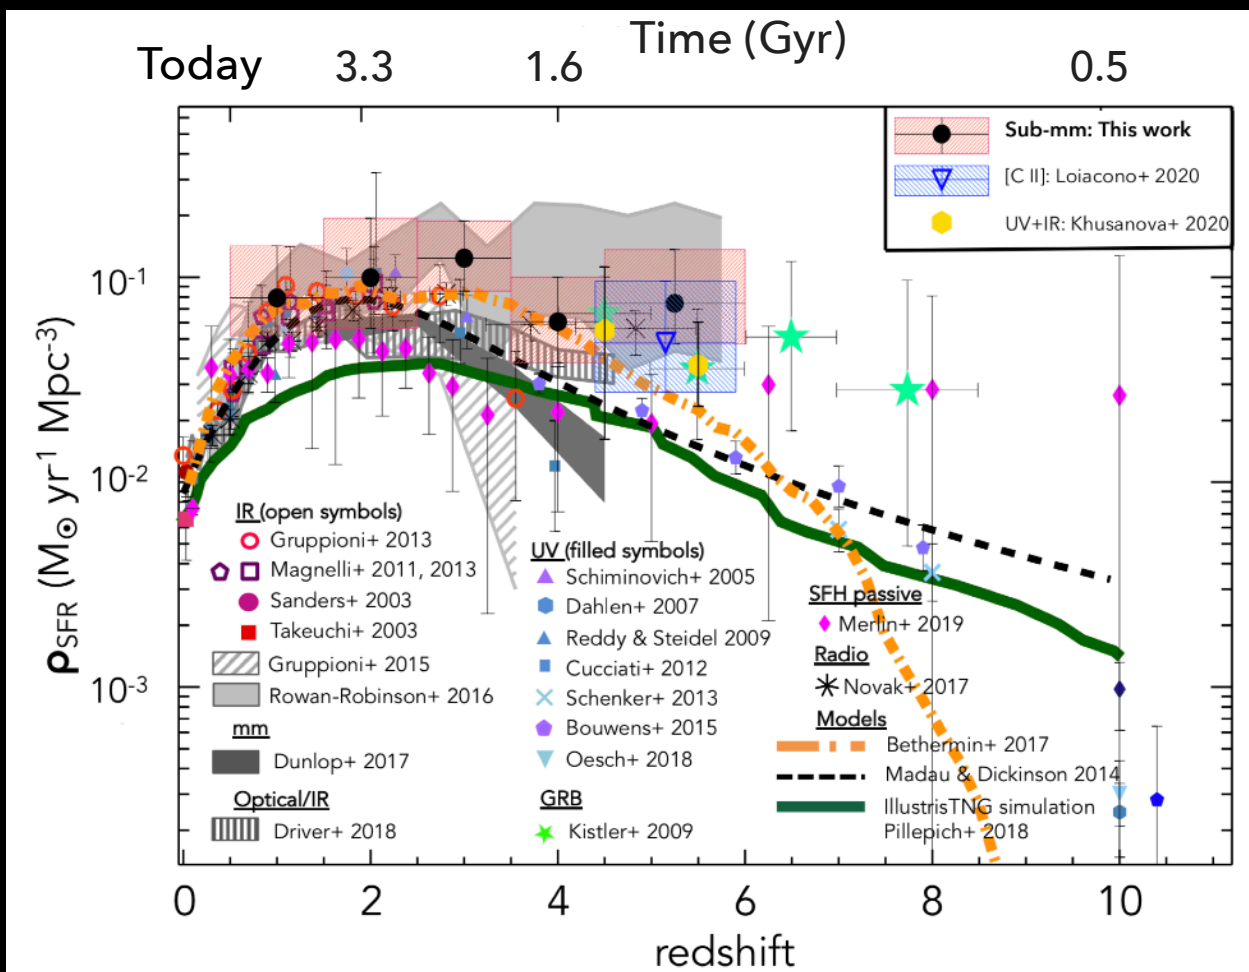 Time (Gyr)
Today 3.3 1.6 0.5
Sub-mm: This work
[C II]: Loiacono+ 2020
UV+IR: Khusanova+ 2020
10⁻¹
10⁻²
10⁻³
ρSFR (M⊙ yr⁻¹ Mpc⁻³)
IR (open symbols)
Gruppioni+ 2013
Magnelli+ 2011, 2013
Sanders+ 2003
Takeuchi+ 2003
Gruppioni+ 2015
Rowan-Robinson+ 2016
mm
Dunlop+ 2017
Optical/IR
Driver+ 2018
UV (filled symbols)
Schiminovich+ 2005
Dahlen+ 2007
Reddy & Steidel 2009
Cucciati+ 2012
Schenker+ 2013
Bouwens+ 2015
Oesch+ 2018
GRB
Kistler+ 2009
SFH passive
Merlin+ 2019
Radio
Novak+ 2017
Models
Bethermin+ 2017
Madau & Dickinson 2014
IllustrisTNG simulation
Pillepich+ 2018
0 2 4 6 8 10
redshift